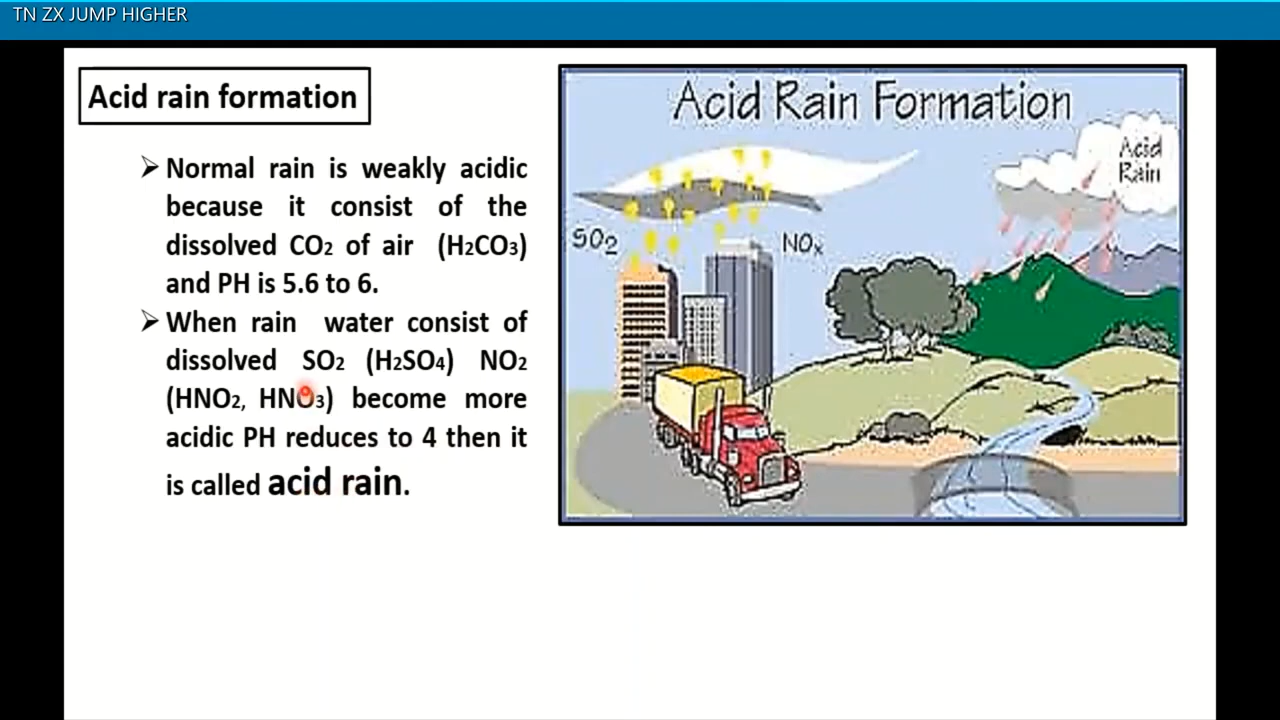 TN ZX JUMP HIGHER
Acid rain formation
➢ Normal rain is weakly acidic
because it consist of the
dissolved CO₂ of air (H₂CO₃)
and PH is 5.6 to 6.
➢ When rain water consist of
dissolved SO₂ (H₂SO₄) NO₂
(HNO₂, HNO₃) become more
acidic PH reduces to 4 then it
is called acid rain.
Acid Rain Formation
Acid
Rain
SO₂
NOₓ